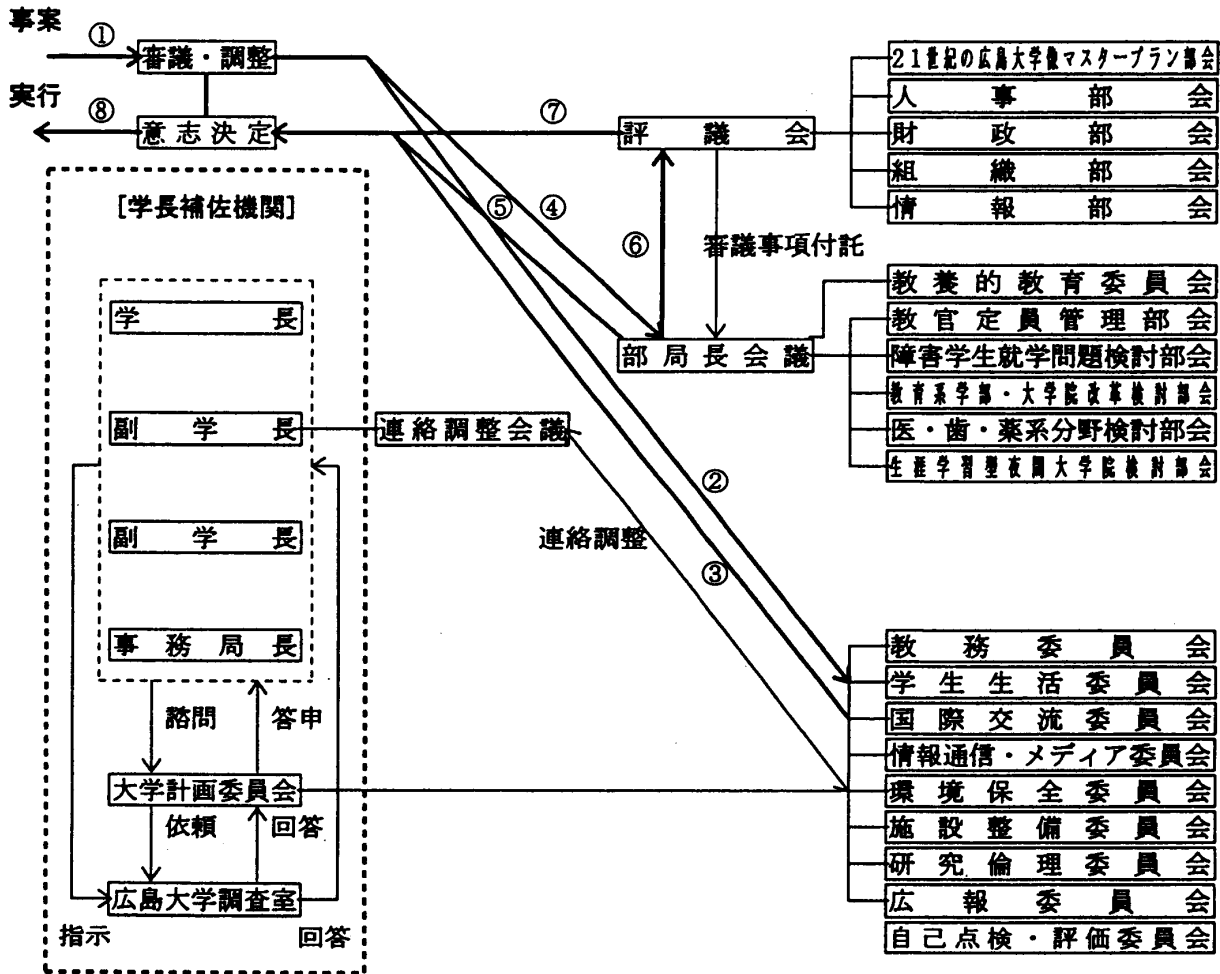 事案
①
審議・調整
実行
⑧
意志決定
⑦
評議会
21世紀の広島大学像マスタープラン部会
人事部会
財政部会
組織部会
情報部会
[学長補佐機関]
⑤
④
⑥
審議事項付託
教養的教育委員会
学長
教官定員管理部会
部局長会議
障害学生就学問題検討部会
教育系学部・大学院改革検討部会
副学長
連絡調整会議
医・歯・薬系分野検討部会
生涯学習型夜間大学院検討部会
②
副学長
連絡調整
③
事務局長
教務委員会
学生生活委員会
諮問
答申
国際交流委員会
情報通信・メディア委員会
大学計画委員会
環境保全委員会
依頼
回答
施設整備委員会
研究倫理委員会
広島大学調査室
広報委員会
指示
回答
自己点検・評価委員会